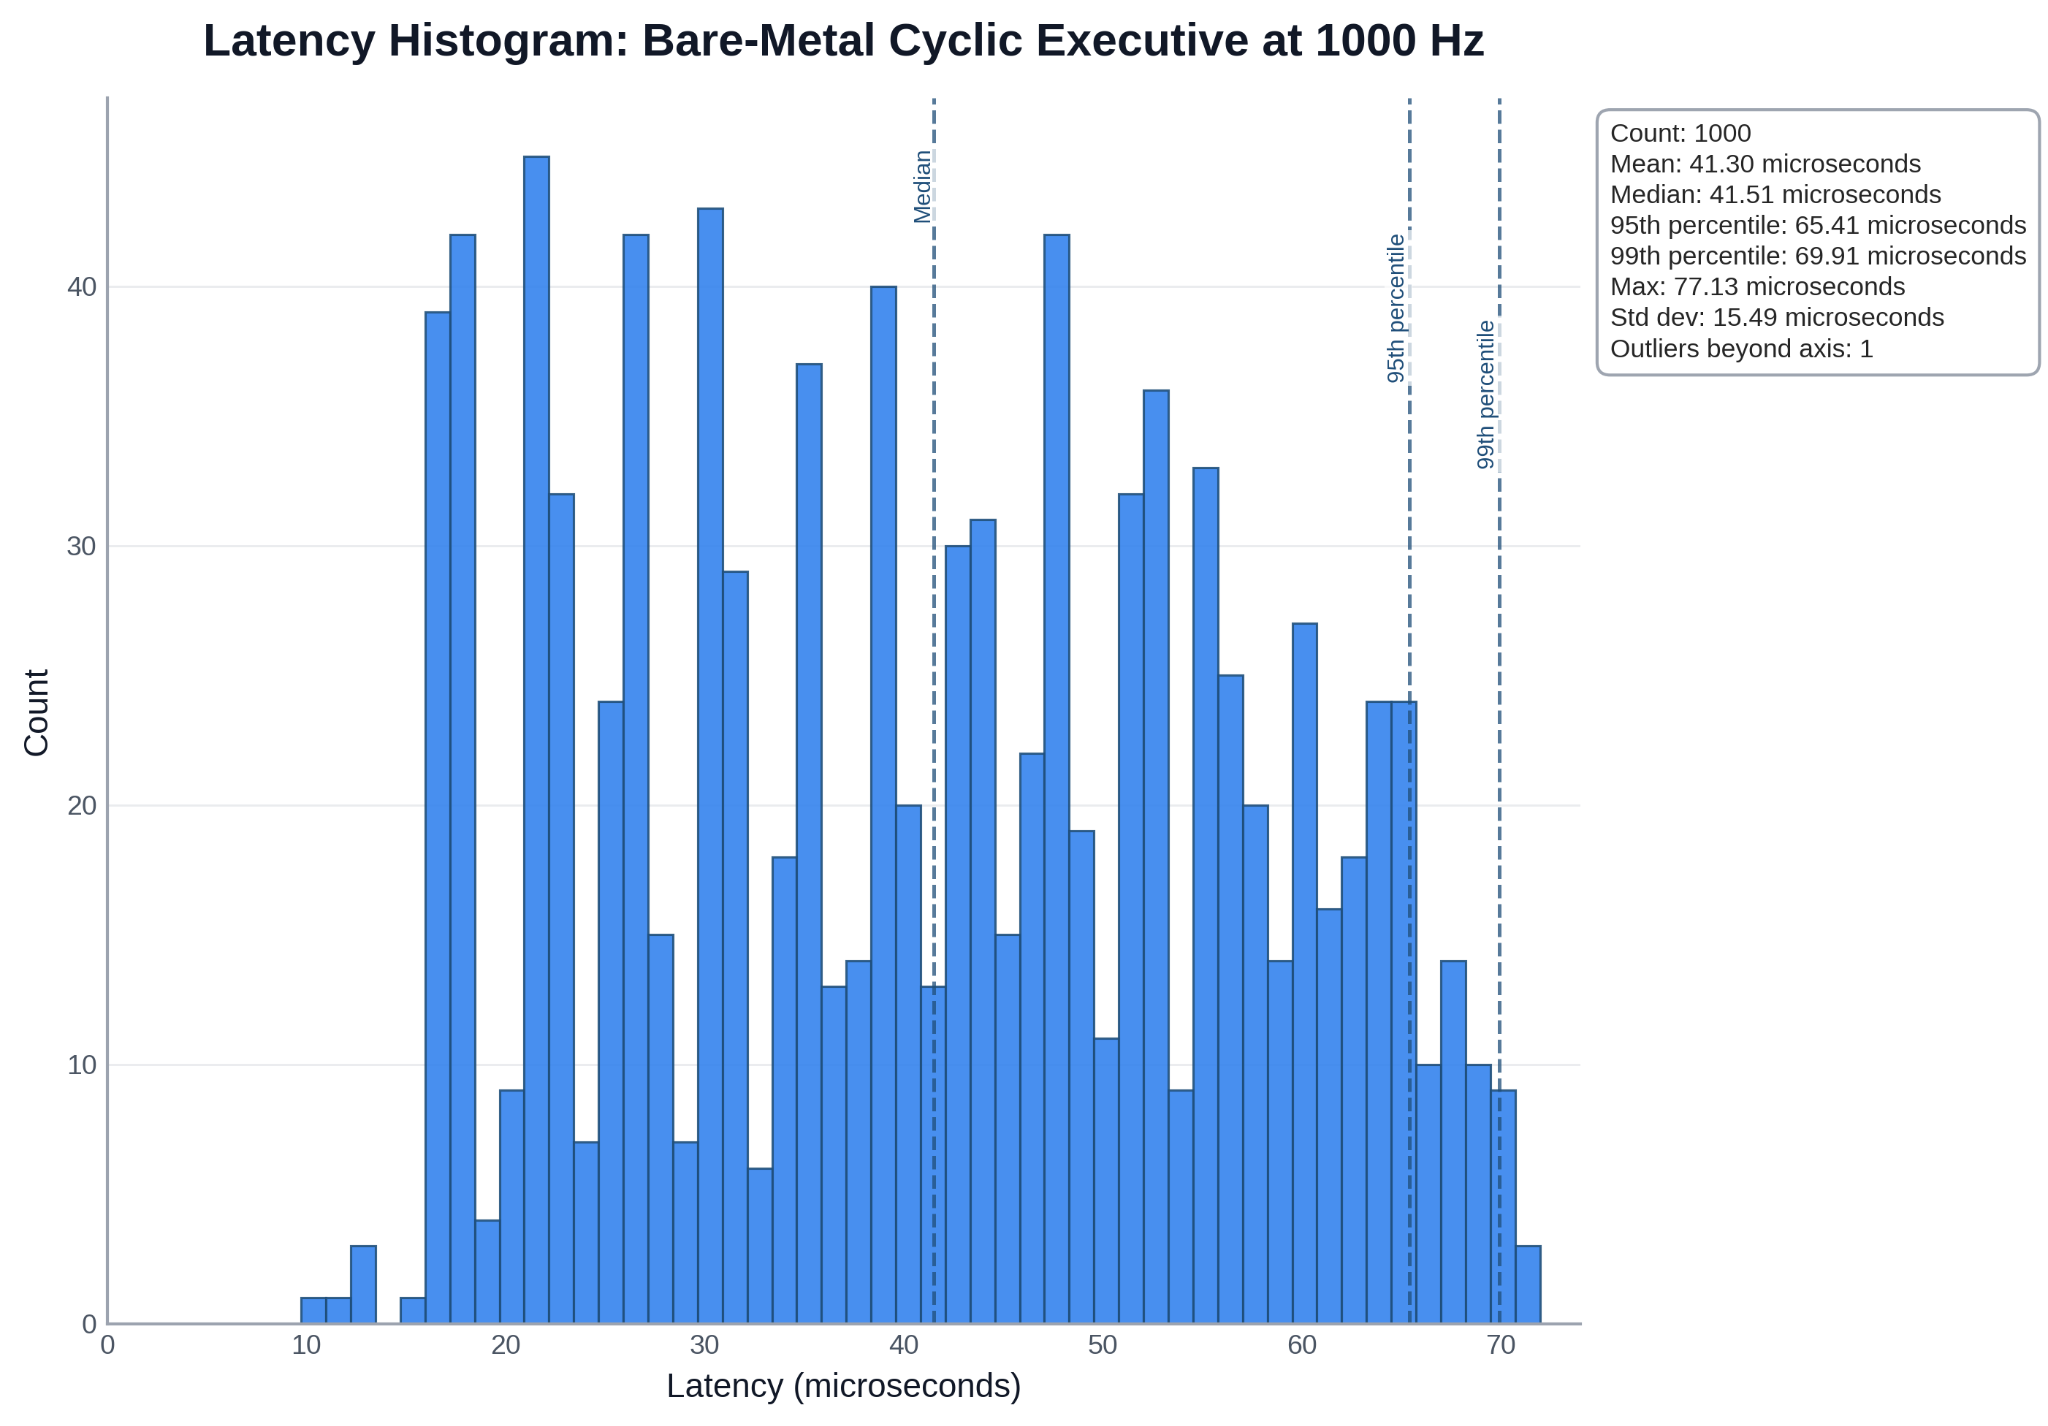 Latency Histogram: Bare-Metal Cyclic Executive at 1000 Hz
Count: 1000
Mean: 41.30 microseconds
Median: 41.51 microseconds
95th percentile: 65.41 microseconds
99th percentile: 69.91 microseconds
Max: 77.13 microseconds
Std dev: 15.49 microseconds
Outliers beyond axis: 1
Median
95th percentile
99th percentile
Count
40
30
20
10
0
0 10 20 30 40 50 60 70
Latency (microseconds)